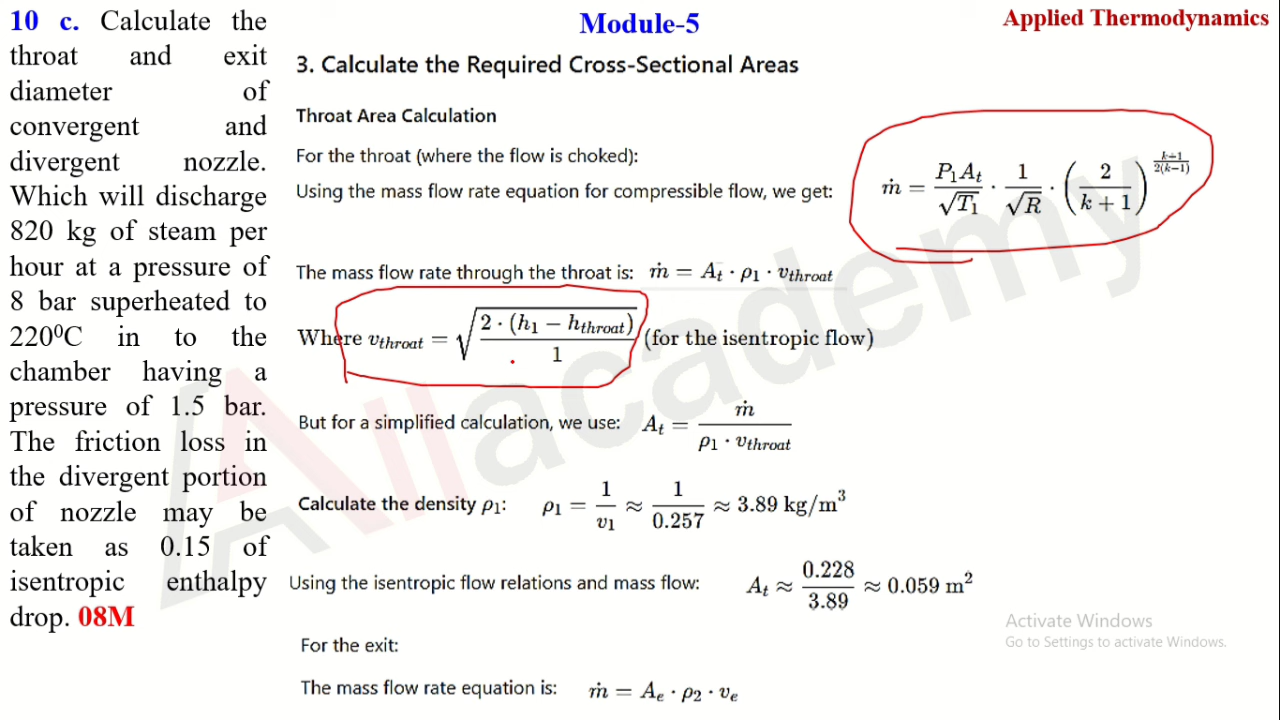 10 c. Calculate the
throat and exit
diameter of
convergent and
divergent nozzle.
Which will discharge
820 kg of steam per
hour at a pressure of
8 bar superheated to
220⁰C in to the
chamber having a
pressure of 1.5 bar.
The friction loss in
the divergent portion
of nozzle may be
taken as 0.15 of
isentropic enthalpy
drop. 08M
Module-5
Applied Thermodynamics
3. Calculate the Required Cross-Sectional Areas
Throat Area Calculation
For the throat (where the flow is choked):
Using the mass flow rate equation for compressible flow, we get: ṁ = P₁Aₜ/√T₁ · 1/√R · (2/(k + 1))^((k+1)/(2(k−1)))
The mass flow rate through the throat is: ṁ = Aₜ · ρ₁ · v_throat
Where v_throat = √(2 · (h₁ − h_throat)/1) (for the isentropic flow)
But for a simplified calculation, we use: Aₜ = ṁ/(ρ₁ · v_throat)
Calculate the density ρ₁: ρ₁ = 1/v₁ ≈ 1/0.257 ≈ 3.89 kg/m³
Using the isentropic flow relations and mass flow: Aₜ ≈ 0.228/3.89 ≈ 0.059 m²
For the exit:
The mass flow rate equation is: ṁ = Aₑ · ρ₂ · vₑ
Allacademy
Activate Windows
Go to Settings to activate Windows.